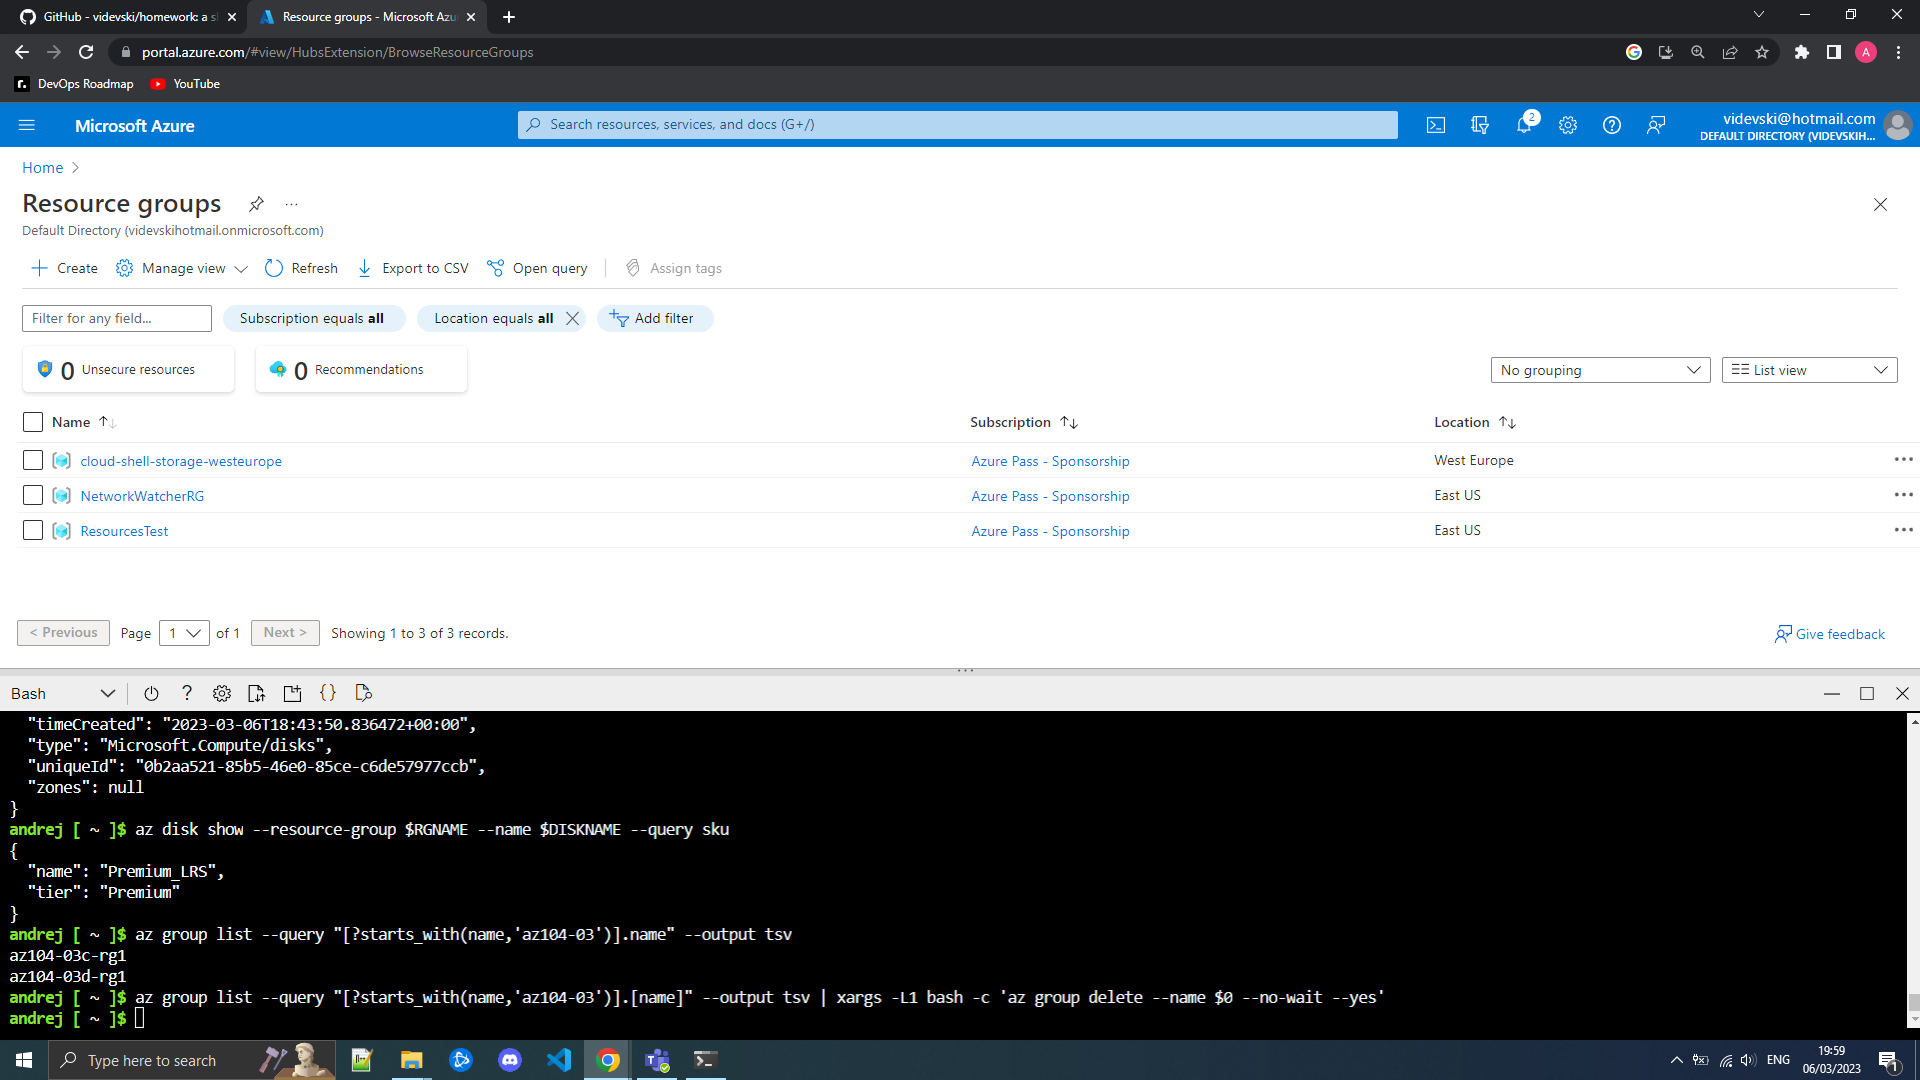 GitHub - videvski/homework: a sl
Resource groups - Microsoft Azu
portal.azure.com/#view/HubsExtension/BrowseResourceGroups
A
r.
DevOps Roadmap
YouTube
Microsoft Azure
Search resources, services, and docs (G+/)
2
videvski@hotmail.com
DEFAULT DIRECTORY (VIDEVSKIH...
Home
Resource groups
Default Directory (videvskihotmail.onmicrosoft.com)
Create
Manage view
Refresh
Export to CSV
Open query
Assign tags
Filter for any field...
Subscription equals all
Location equals all
Add filter
0 Unsecure resources
0 Recommendations
No grouping
List view
Name Subscription Location
cloud-shell-storage-westeurope Azure Pass - Sponsorship West Europe
NetworkWatcherRG Azure Pass - Sponsorship East US
ResourcesTest Azure Pass - Sponsorship East US
< Previous Page 1 of 1 Next > Showing 1 to 3 of 3 records.
Give feedback
Bash
?
{}
"timeCreated": "2023-03-06T18:43:50.836472+00:00",
"type": "Microsoft.Compute/disks",
"uniqueId": "0b2aa521-85b5-46e0-85ce-c6de57977ccb",
"zones": null
}
andrej [ ~ ]$ az disk show --resource-group $RGNAME --name $DISKNAME --query sku
{
"name": "Premium_LRS",
"tier": "Premium"
}
andrej [ ~ ]$ az group list --query "[?starts_with(name,'az104-03')].name" --output tsv
az104-03c-rg1
az104-03d-rg1
andrej [ ~ ]$ az group list --query "[?starts_with(name,'az104-03')].[name]" --output tsv | xargs -L1 bash -c 'az group delete --name $0 --no-wait --yes'
andrej [ ~ ]$
Type here to search
ENG
19:59
06/03/2023
1